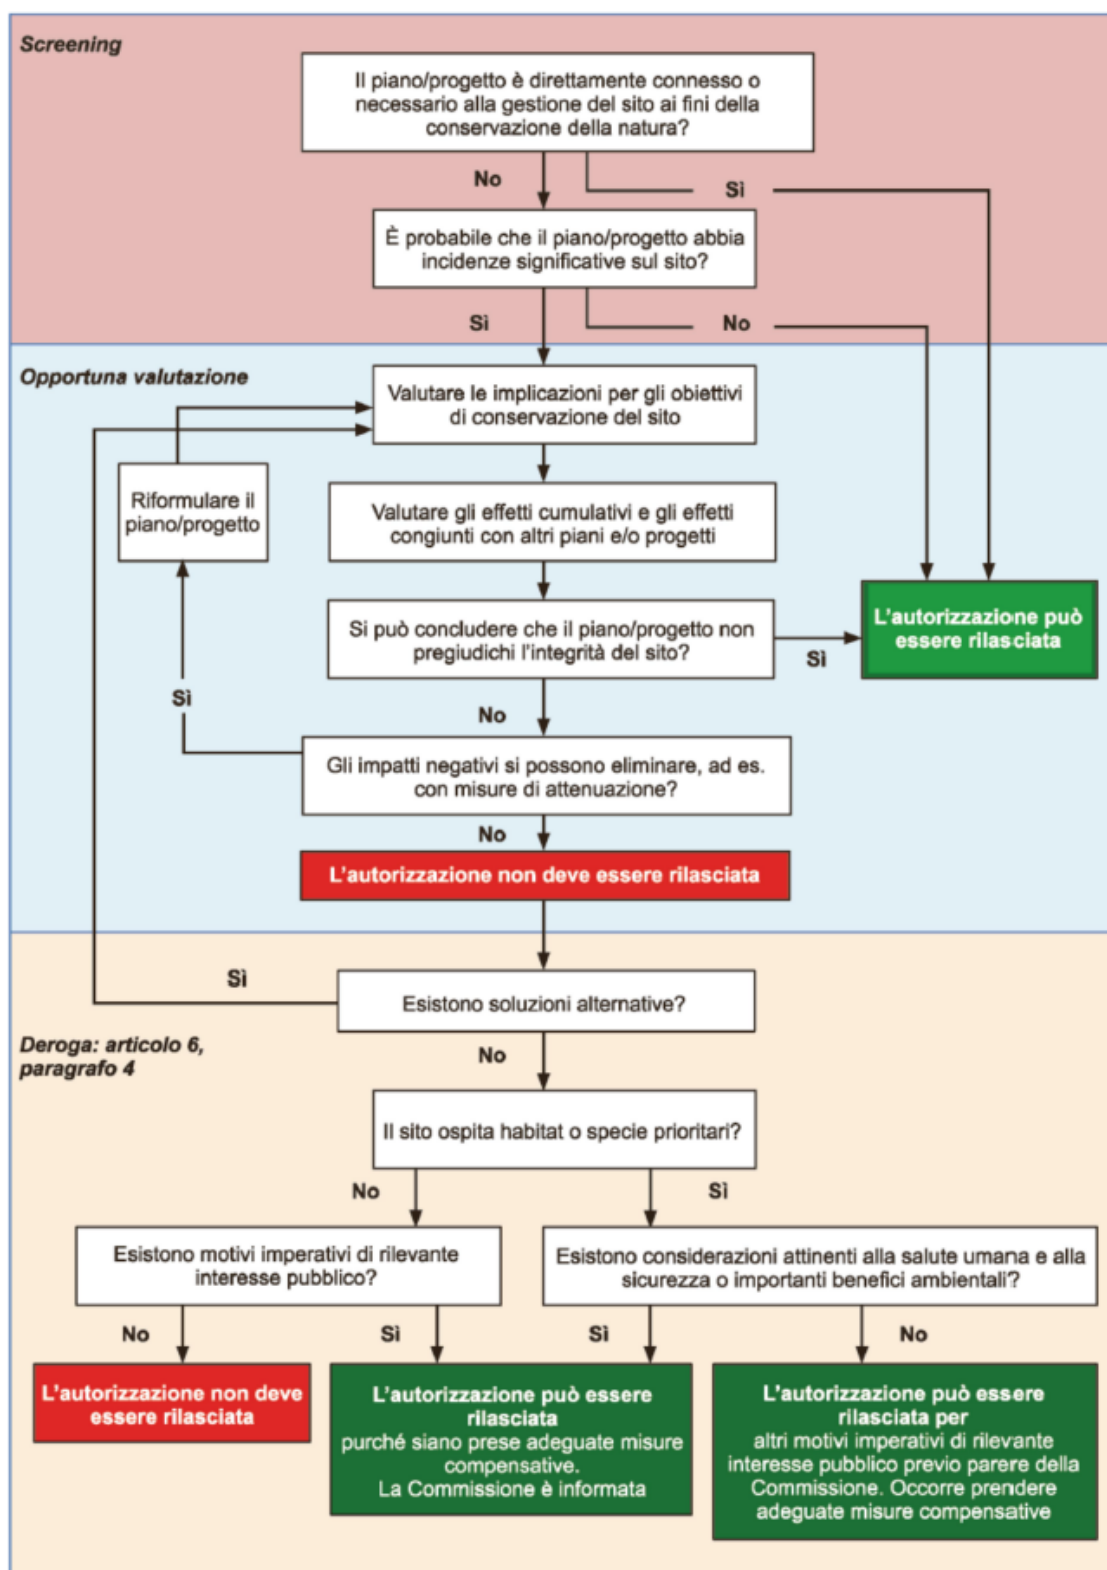 Screening
Il piano/progetto è direttamente connesso o
necessario alla gestione del sito ai fini della
conservazione della natura?
No
Sì
È probabile che il piano/progetto abbia
incidenze significative sul sito?
Sì
No
Opportuna valutazione
Valutare le implicazioni per gli obiettivi
di conservazione del sito
Riformulare il
piano/progetto
Valutare gli effetti cumulativi e gli effetti
congiunti con altri piani e/o progetti
Si può concludere che il piano/progetto non
pregiudichi l'integrità del sito?
Sì
L'autorizzazione può
essere rilasciata
Sì
No
Gli impatti negativi si possono eliminare, ad es.
con misure di attenuazione?
No
L'autorizzazione non deve essere rilasciata
Sì
Esistono soluzioni alternative?
Deroga: articolo 6,
paragrafo 4
No
Il sito ospita habitat o specie prioritari?
No
Sì
Esistono motivi imperativi di rilevante
interesse pubblico?
Esistono considerazioni attinenti alla salute umana e alla
sicurezza o importanti benefici ambientali?
No
Sì
Sì
No
L'autorizzazione non deve
essere rilasciata
L'autorizzazione può essere
rilasciata
purché siano prese adeguate misure
compensative.
La Commissione è informata
L'autorizzazione può essere
rilasciata per
altri motivi imperativi di rilevante
interesse pubblico previo parere della
Commissione. Occorre prendere
adeguate misure compensative